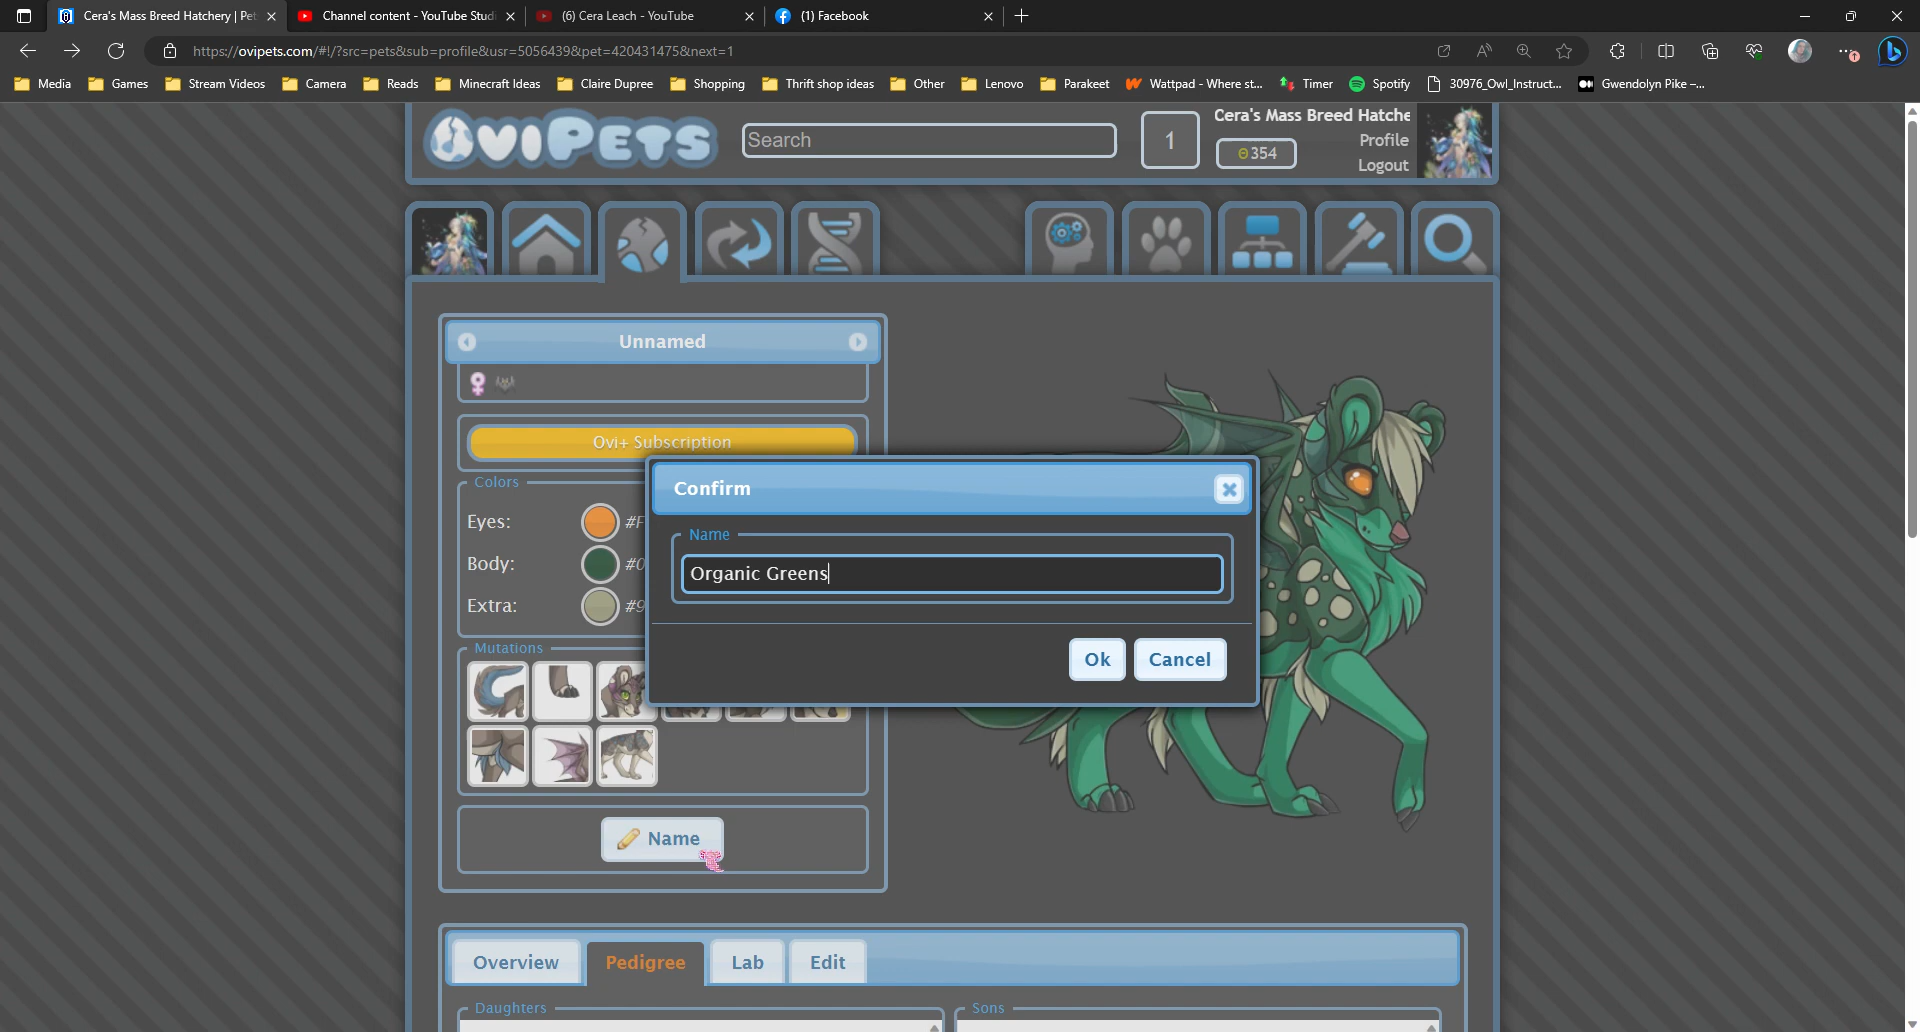 Cera's Mass Breed Hatchery | Pet
Channel content - YouTube Studi
(6) Cera Leach - YouTube
(1) Facebook
https://ovipets.com/#!/?src=pets&sub=profile&usr=5056439&pet=420431475&next=1
Media
Games
Stream Videos
Camera
Reads
Minecraft Ideas
Claire Dupree
Shopping
Thrift shop ideas
Other
Lenovo
Parakeet
Wattpad - Where st...
Timer
Spotify
30976_Owl_Instruct...
Gwendolyn Pike –...
OviPets
Search
1
Cera's Mass Breed Hatche
354
Profile
Logout
Unnamed
Ovi+ Subscription
Colors
Eyes: #F
Body: #0
Extra: #9
Confirm
Name
Organic Greens
Ok
Cancel
Mutations
Name
Overview
Pedigree
Lab
Edit
Daughters
Sons